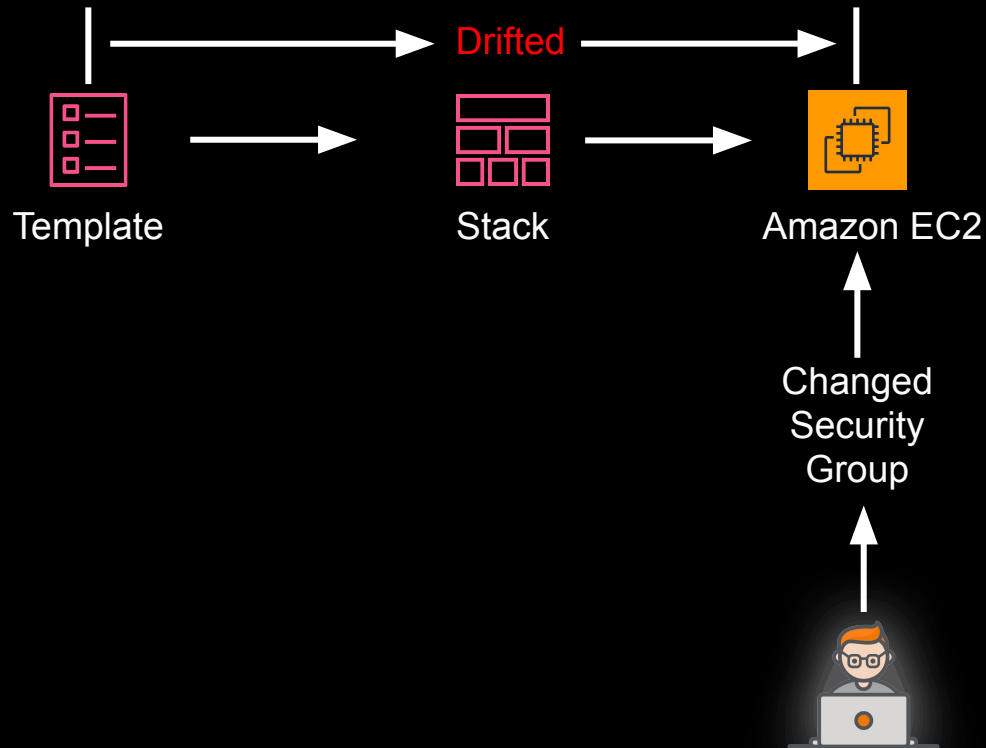 Drifted
Template
Stack
Amazon EC2
Changed
Security
Group